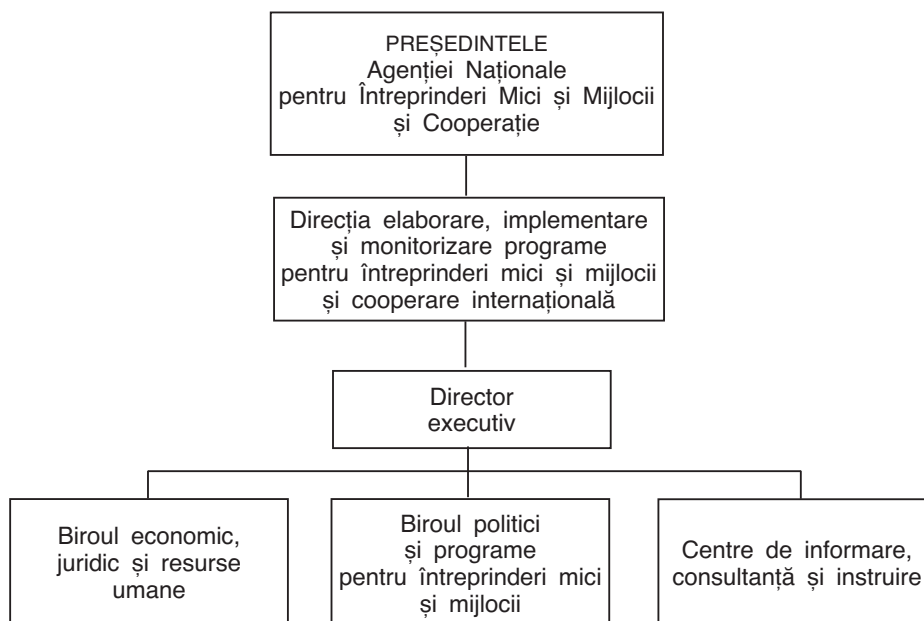 PREȘEDINTELE
Agenției Naționale
pentru Întreprinderi Mici și Mijlocii
și Cooperație
Direcția elaborare, implementare
și monitorizare programe
pentru întreprinderi mici și mijlocii
și cooperare internațională
Director
executiv
Biroul economic,
juridic și resurse
umane
Biroul politici
și programe
pentru întreprinderi mici
și mijlocii
Centre de informare,
consultanță și instruire